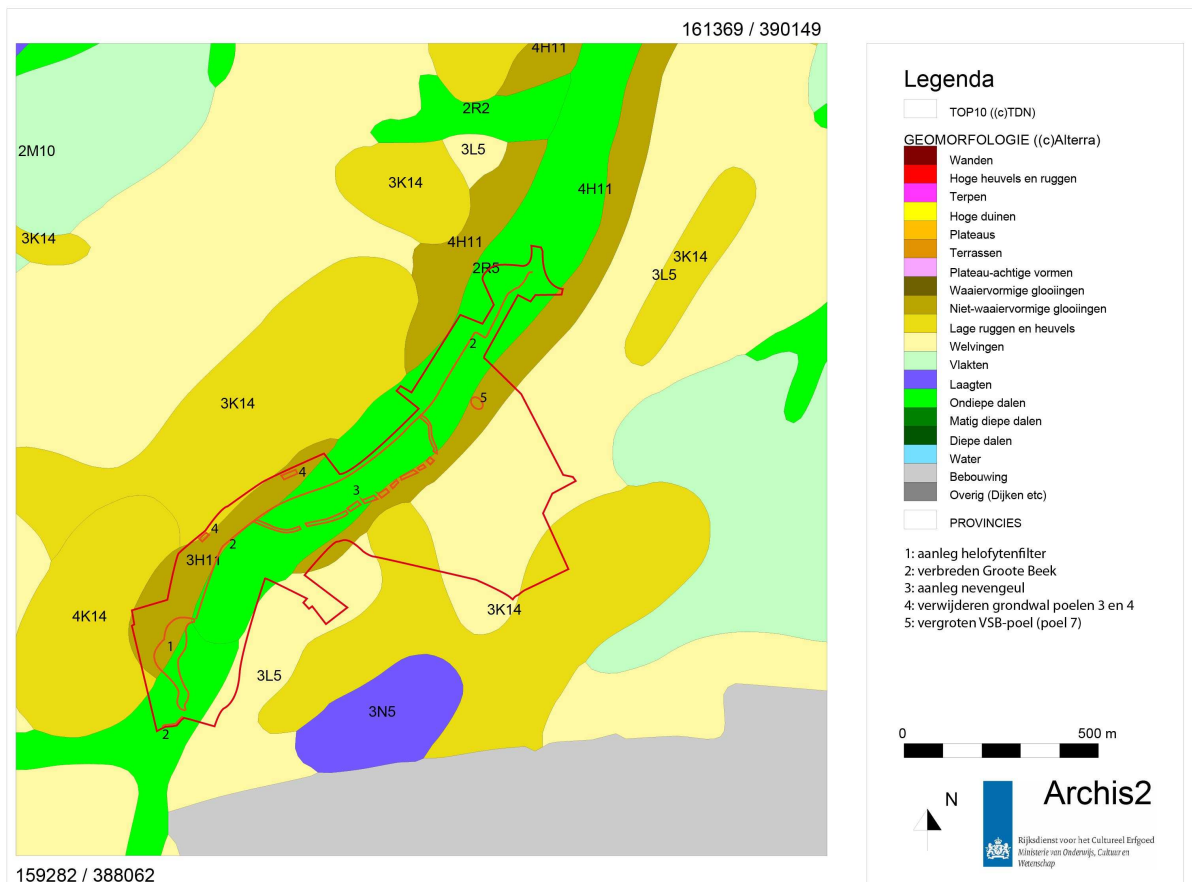 161369 / 390149
4H11
2R2
2M10
3L5
3K14
4H11
3K14
3K14
4H11
2R5
3L5
2
3K14
5
4
3
4
2
3H11
4K14
3K14
1
3L5
3N5
2
159282 / 388062
Legenda
TOP10 ((c)TDN)
GEOMORFOLOGIE ((c)Alterra)
Wanden
Hoge heuvels en ruggen
Terpen
Hoge duinen
Plateaus
Terrassen
Plateau-achtige vormen
Waaiervormige glooiingen
Niet-waaiervormige glooiingen
Lage ruggen en heuvels
Welvingen
Vlakten
Laagten
Ondiepe dalen
Matig diepe dalen
Diepe dalen
Water
Bebouwing
Overig (Dijken etc)
PROVINCIES
1: aanleg helofytenfilter
2: verbreden Groote Beek
3: aanleg nevengeul
4: verwijderen grondwal poelen 3 en 4
5: vergroten VSB-poel (poel 7)
0 500 m
N
Archis2
Rijksdienst voor het Cultureel Erfgoed
Ministerie van Onderwijs, Cultuur en
Wetenschap